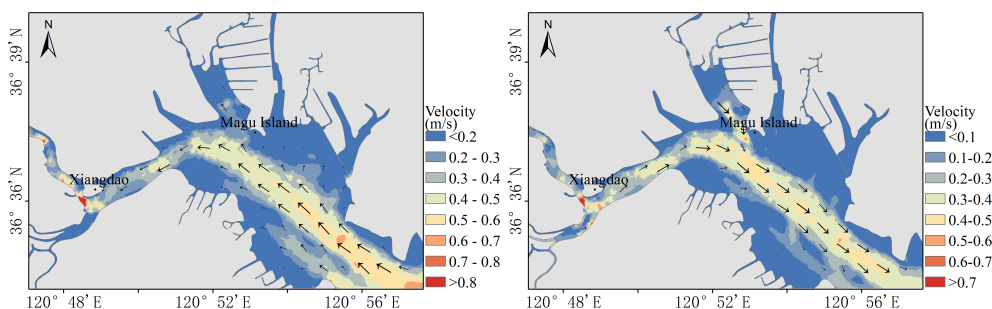 N
36° 39′ N
36° 36′ N
Magu Island
Xiangdao
Velocity
(m/s)
<0.2
0.2 - 0.3
0.3 - 0.4
0.4 - 0.5
0.5 - 0.6
0.6 - 0.7
0.7 - 0.8
>0.8
120° 48′ E
120° 52′ E
120° 56′ E
N
36° 39′ N
36° 36′ N
Magu Island
Xiangdao
Velocity
(m/s)
<0.1
0.1-0.2
0.2-0.3
0.3-0.4
0.4-0.5
0.5-0.6
0.6-0.7
>0.7
120° 48′ E
120° 52′ E
120° 56′ E